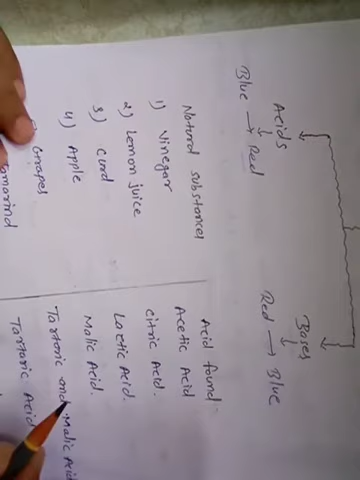 Acids
Blue → Red
Bases
Red → Blue
Natural substances
Acid found
1) Vinegar
Acetic Acid
2) Lemon juice
Citric Acid.
3) Curd
Lactic Acid.
4) Apple
Malic Acid.
Grapes
Tartaric and Malic Acid
Tartaric Acid